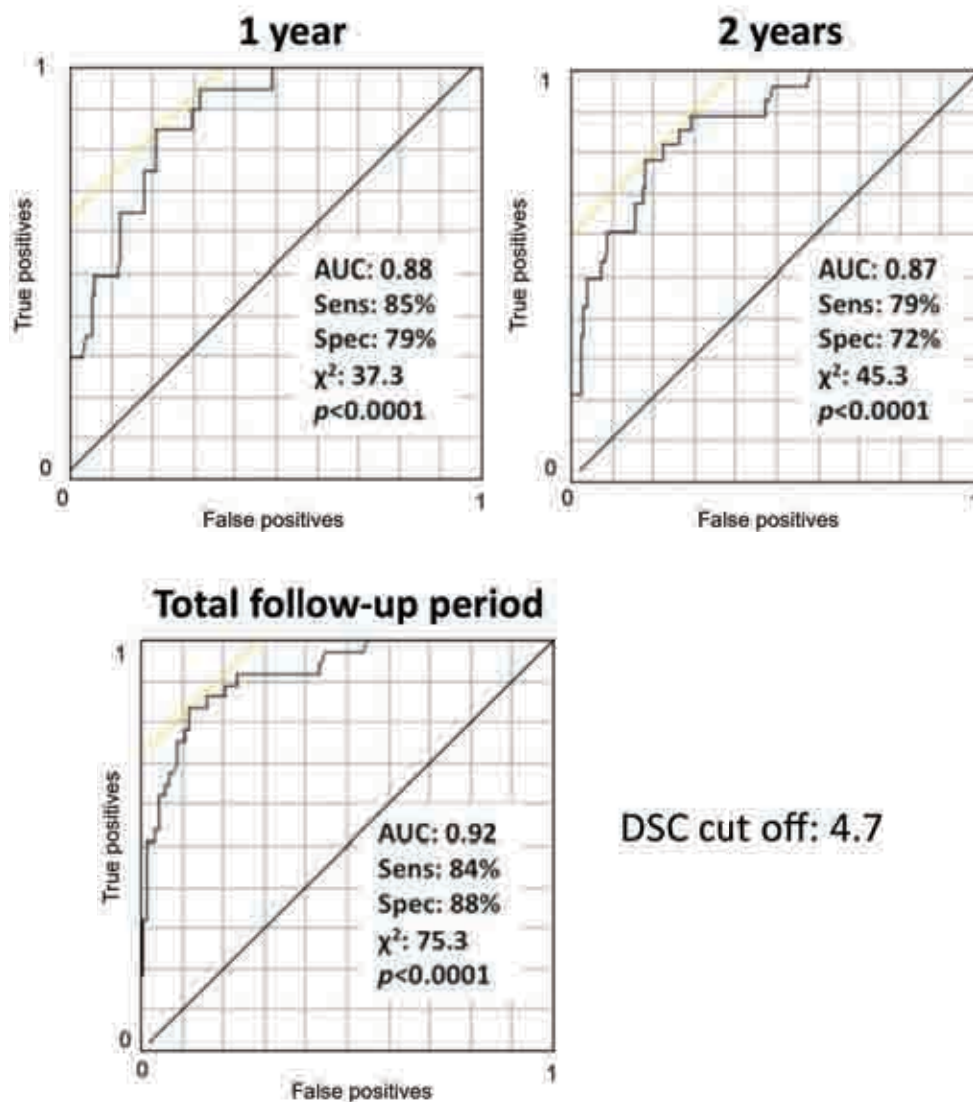 1 year
1
True positives
AUC: 0.88
Sens: 85%
Spec: 79%
χ²: 37.3
p<0.0001
0
0
1
False positives
2 years
1
True positives
AUC: 0.87
Sens: 79%
Spec: 72%
χ²: 45.3
p<0.0001
0
0
1
False positives
Total follow-up period
1
True positives
AUC: 0.92
Sens: 84%
Spec: 88%
χ²: 75.3
p<0.0001
0
0
1
False positives
DSC cut off: 4.7